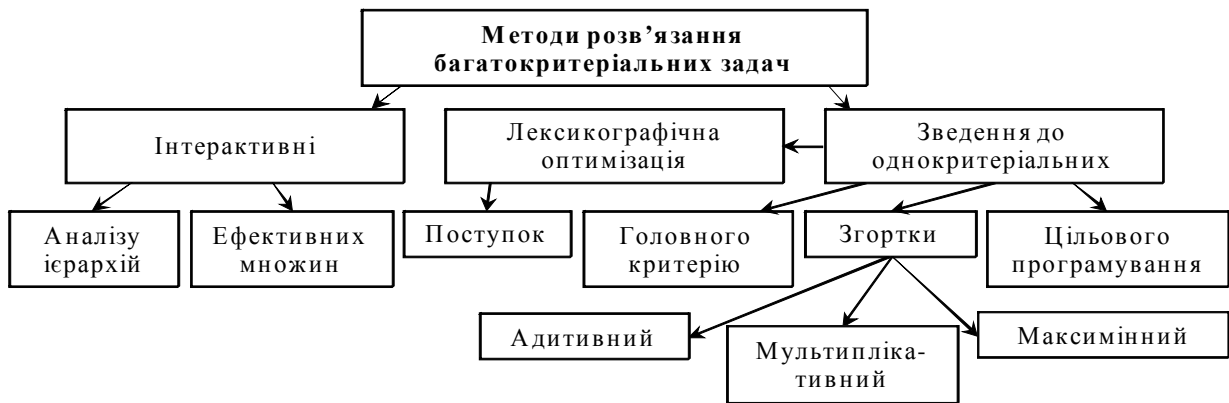 Методи розв’язання
багатокритеріальних задач
Інтерактивні
Лексикографічна
оптимізація
Зведення до
однокритеріальних
Аналізу
ієрархій
Ефективних
множин
Поступок
Головного
критерію
Згортки
Цільового
програмування
Адитивний
Мультипліка-
тивний
Максимінний